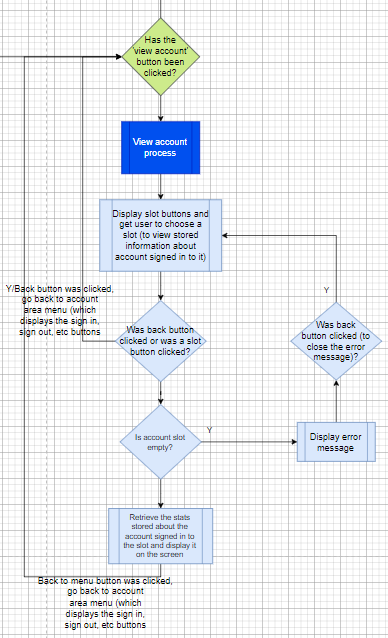 Has the
'view account'
button been
clicked?
View account
process
Display slot buttons and
get user to choose a
slot (to view stored
information about
account signed in to it)
Y/Back button was clicked,
go back to account
area menu (which
displays the sign in,
sign out, etc buttons
Was back button
clicked or was a slot
button clicked?
Y
Was back
button clicked (to
close the error
message)?
Is account slot
empty?
Y
Display error
message
Retrieve the stats
stored about the
account signed in to
the slot and display it
on the screen
Back to menu button was clicked,
go back to account
area menu (which
displays the sign in,
sign out, etc buttons